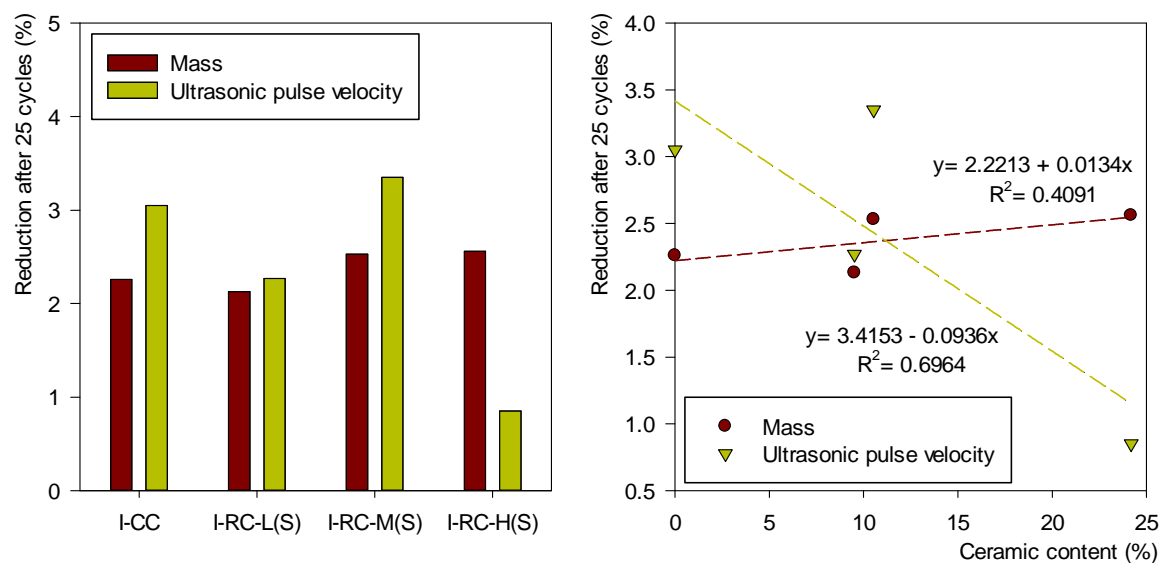 Reduction after 25 cycles (%)
5
4
3
2
1
0
Mass
Ultrasonic pulse velocity
I-CC
I-RC-L(S)
I-RC-M(S)
I-RC-H(S)
Reduction after 25 cycles (%)
4.0
3.5
3.0
2.5
2.0
1.5
1.0
0.5
y= 2.2213 + 0.0134x
R²= 0.4091
y= 3.4153 - 0.0936x
R²= 0.6964
Mass
Ultrasonic pulse velocity
0 5 10 15 20 25
Ceramic content (%)